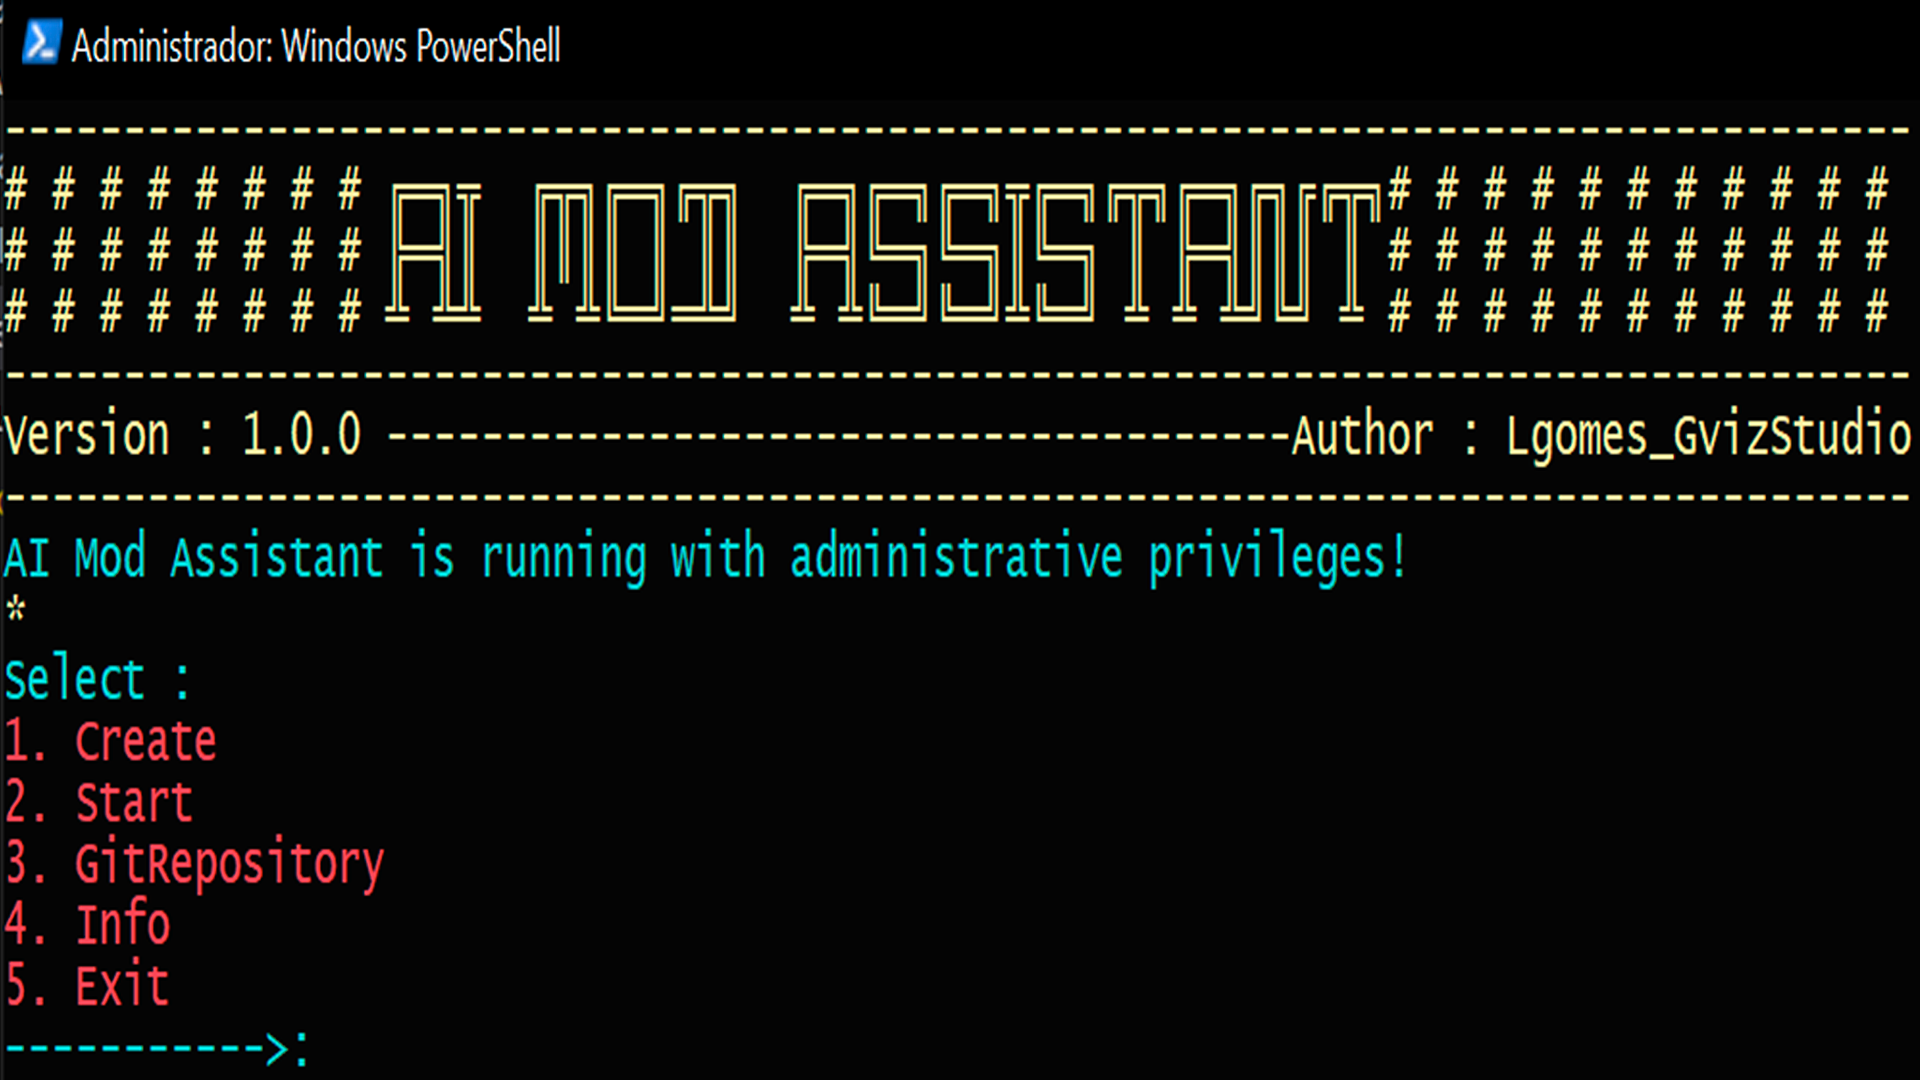 Administrador: Windows PowerShell
--------------------------------------------------------------------------------
# # # # # # # # AI MOD ASSISTANT # # # # # # # # # # #
# # # # # # # # # # # # # # # # # # #
# # # # # # # # # # # # # # # # # # #
--------------------------------------------------------------------------------
Version : 1.0.0 --------------------------------------Author : Lgomes_GvizStudio
--------------------------------------------------------------------------------
AI Mod Assistant is running with administrative privileges!
*
Select :
1. Create
2. Start
3. GitRepository
4. Info
5. Exit
----------->: